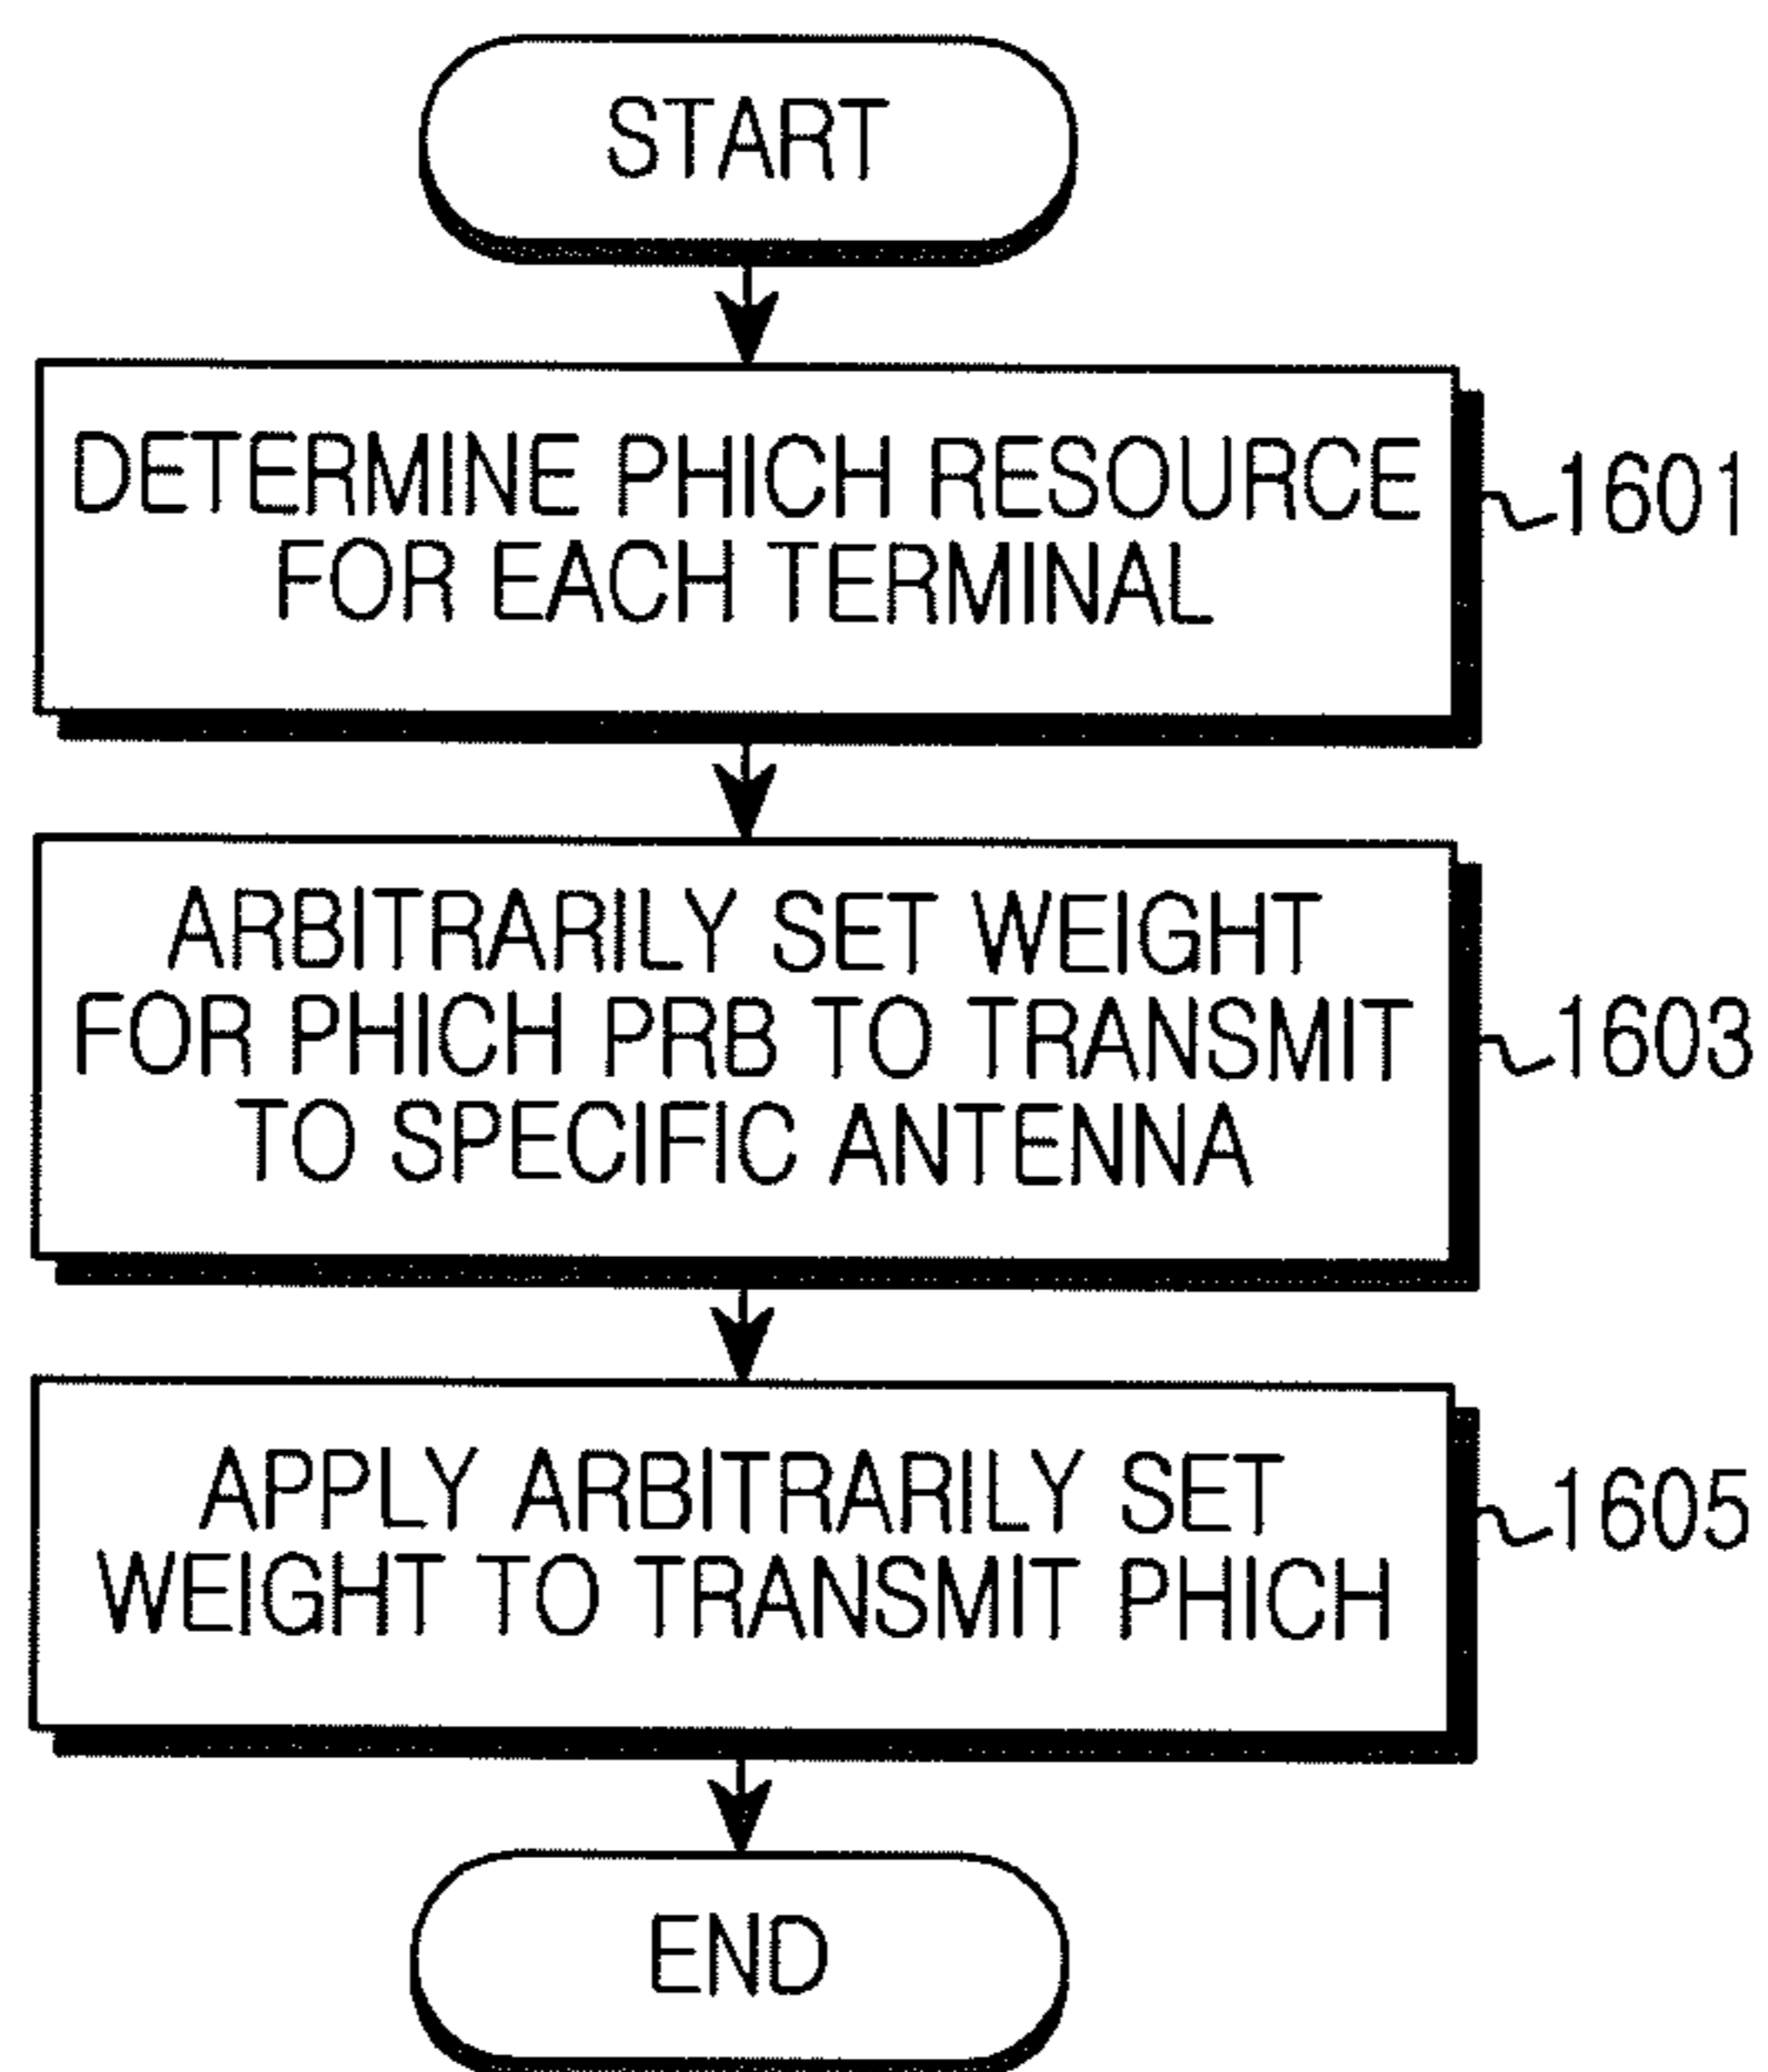 START
DETERMINE PHICH RESOURCE
FOR EACH TERMINAL
1601
ARBITRARILY SET WEIGHT
FOR PHICH PRB TO TRANSMIT
TO SPECIFIC ANTENNA
1603
APPLY ARBITRARILY SET
WEIGHT TO TRANSMIT PHICH
1605
END